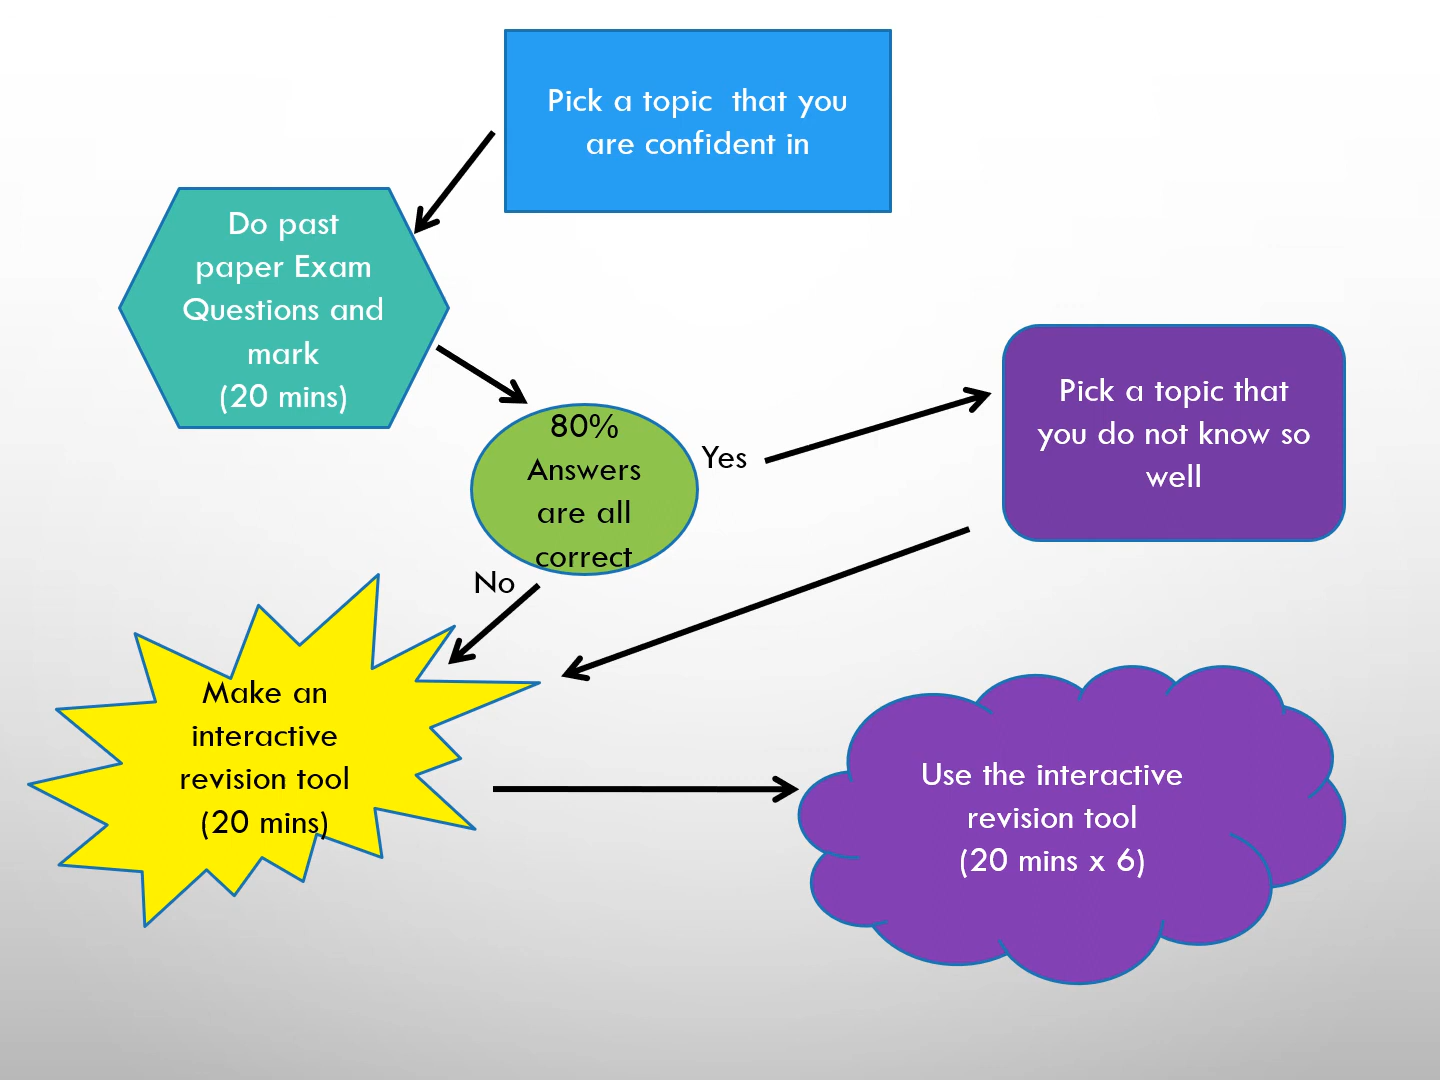 Pick a topic  that you
are confident in
Do past
paper Exam
Questions and
mark
(20 mins)
80%
Answers
are all
correct
Yes
Pick a topic that
you do not know so
well
No
Make an
interactive
revision tool
(20 mins)
Use the interactive
revision tool
(20 mins x 6)